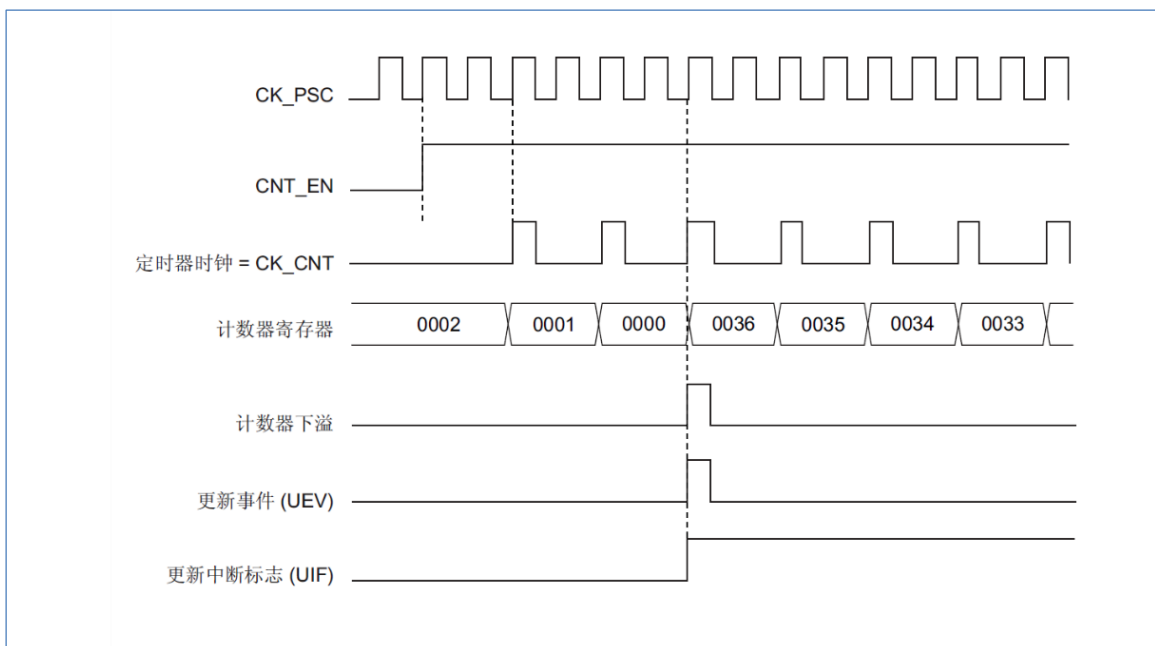 CK_PSC
CNT_EN
定时器时钟 = CK_CNT
计数器寄存器 0002 0001 0000 0036 0035 0034 0033
计数器下溢
更新事件 (UEV)
更新中断标志 (UIF)